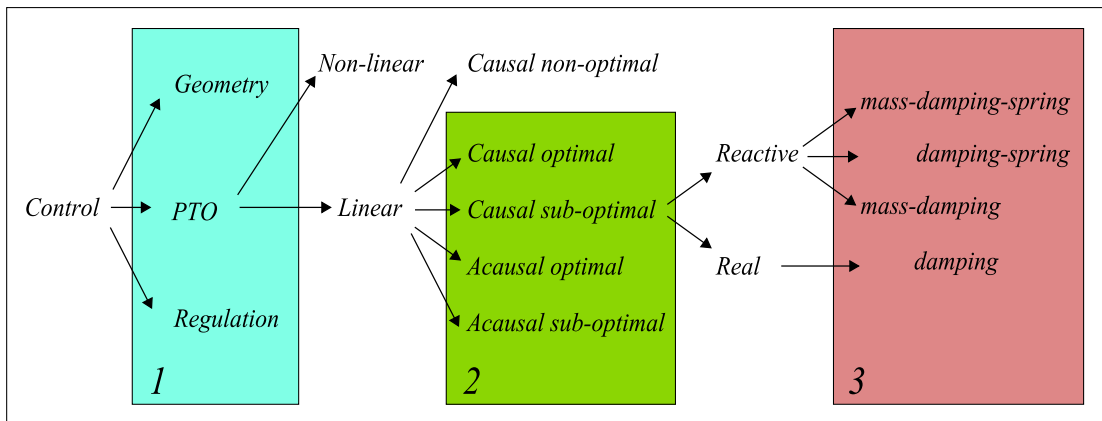 Control
Geometry
PTO
Regulation
1
Non-linear
Linear
Causal non-optimal
Causal optimal
Causal sub-optimal
Acausal optimal
Acausal sub-optimal
2
Reactive
Real
mass-damping-spring
damping-spring
mass-damping
damping
3